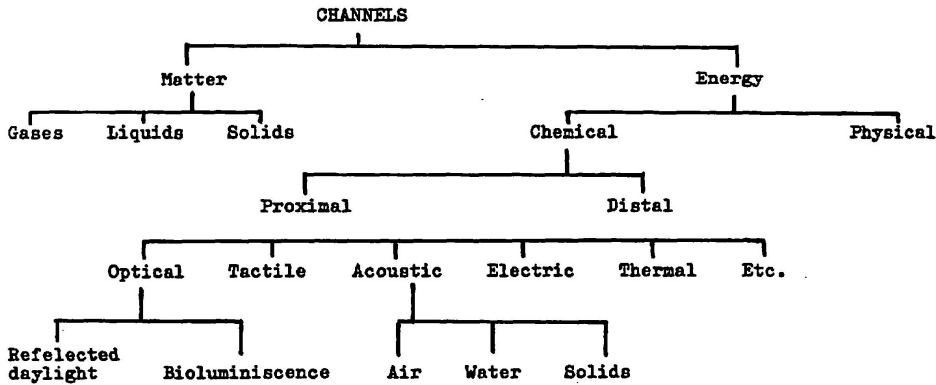 CHANNELS
Matter Energy
Gases Liquids Solids Chemical Physical
Proximal Distal
Optical Tactile Acoustic Electric Thermal Etc.
Refelected
daylight Bioluminiscence Air Water Solids